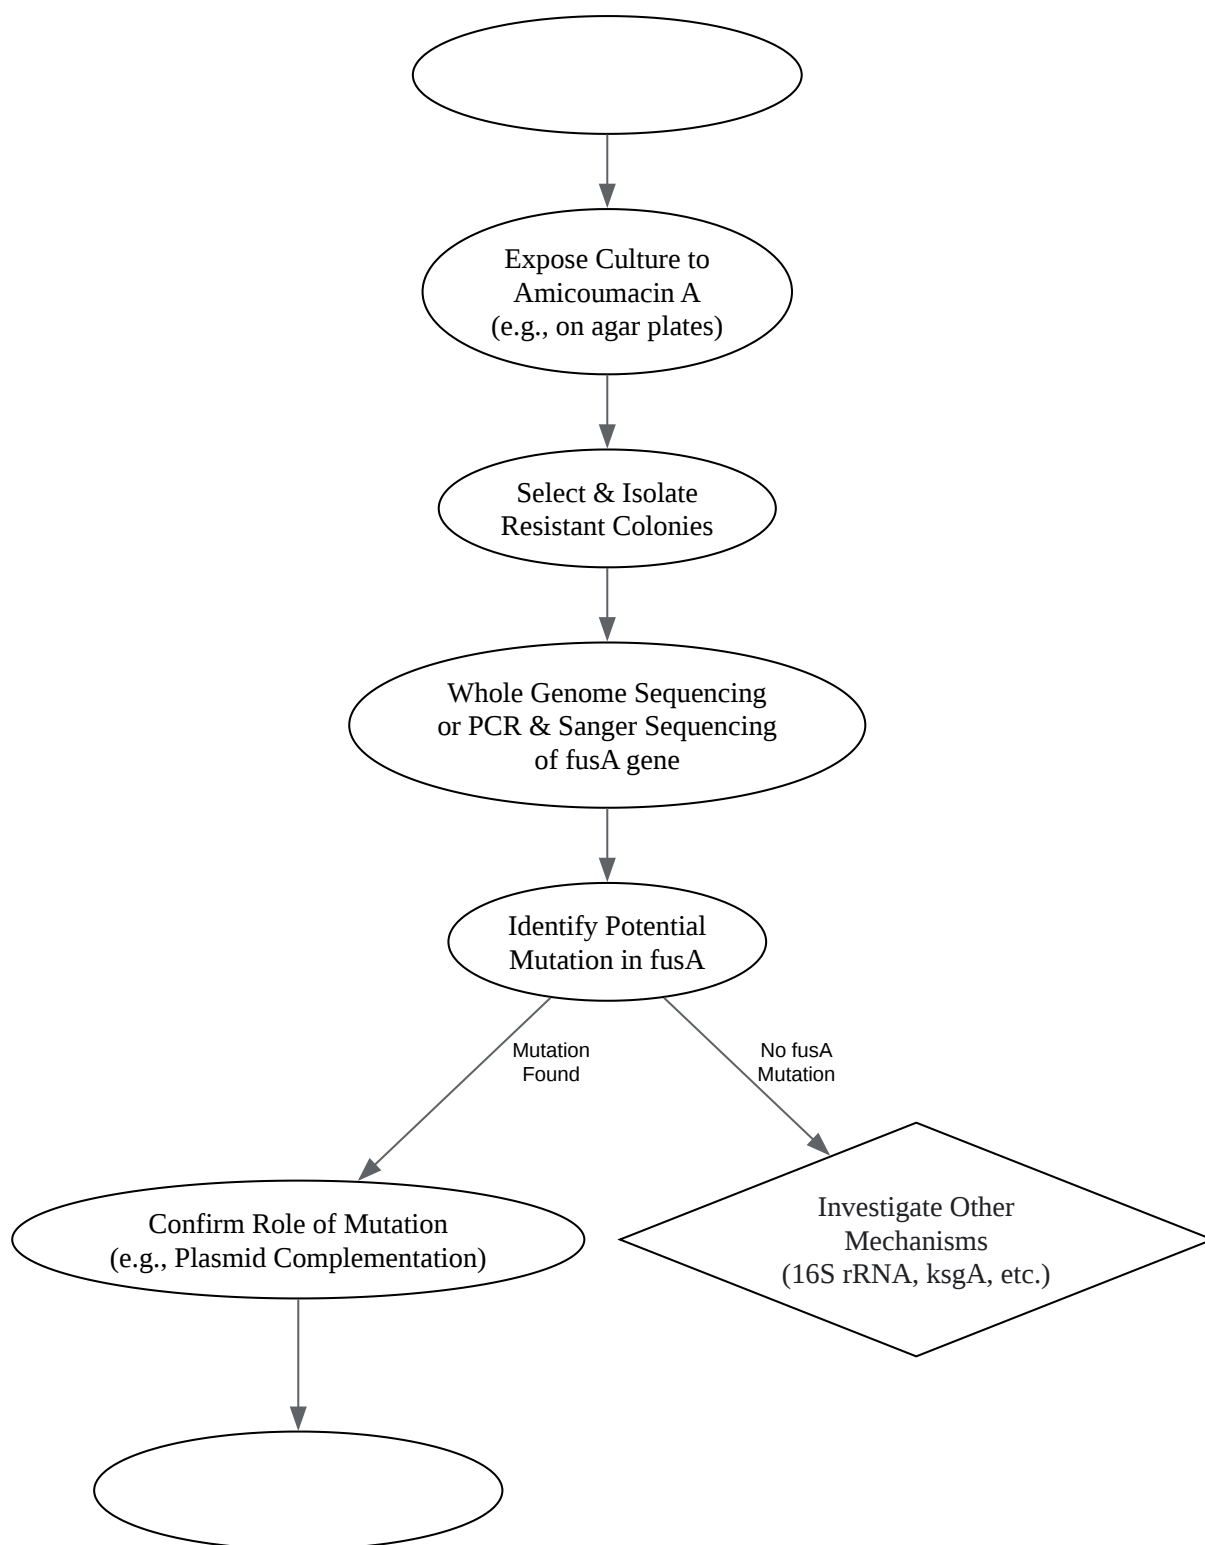 Expose Culture to
Amicoumacin A
(e.g., on agar plates)
Select & Isolate
Resistant Colonies
Whole Genome Sequencing
or PCR & Sanger Sequencing
of fusA gene
Identify Potential
Mutation in fusA
Mutation
Found
No fusA
Mutation
Confirm Role of Mutation
(e.g., Plasmid Complementation)
Investigate Other
Mechanisms
(16S rRNA, ksgA, etc.)